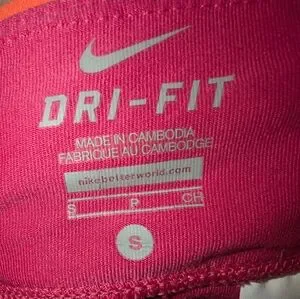 DRI-FIT
MADE IN CAMBODIA
FABRIQUE AU CAMBODGE
nikebetterworld.com
S P CH
S